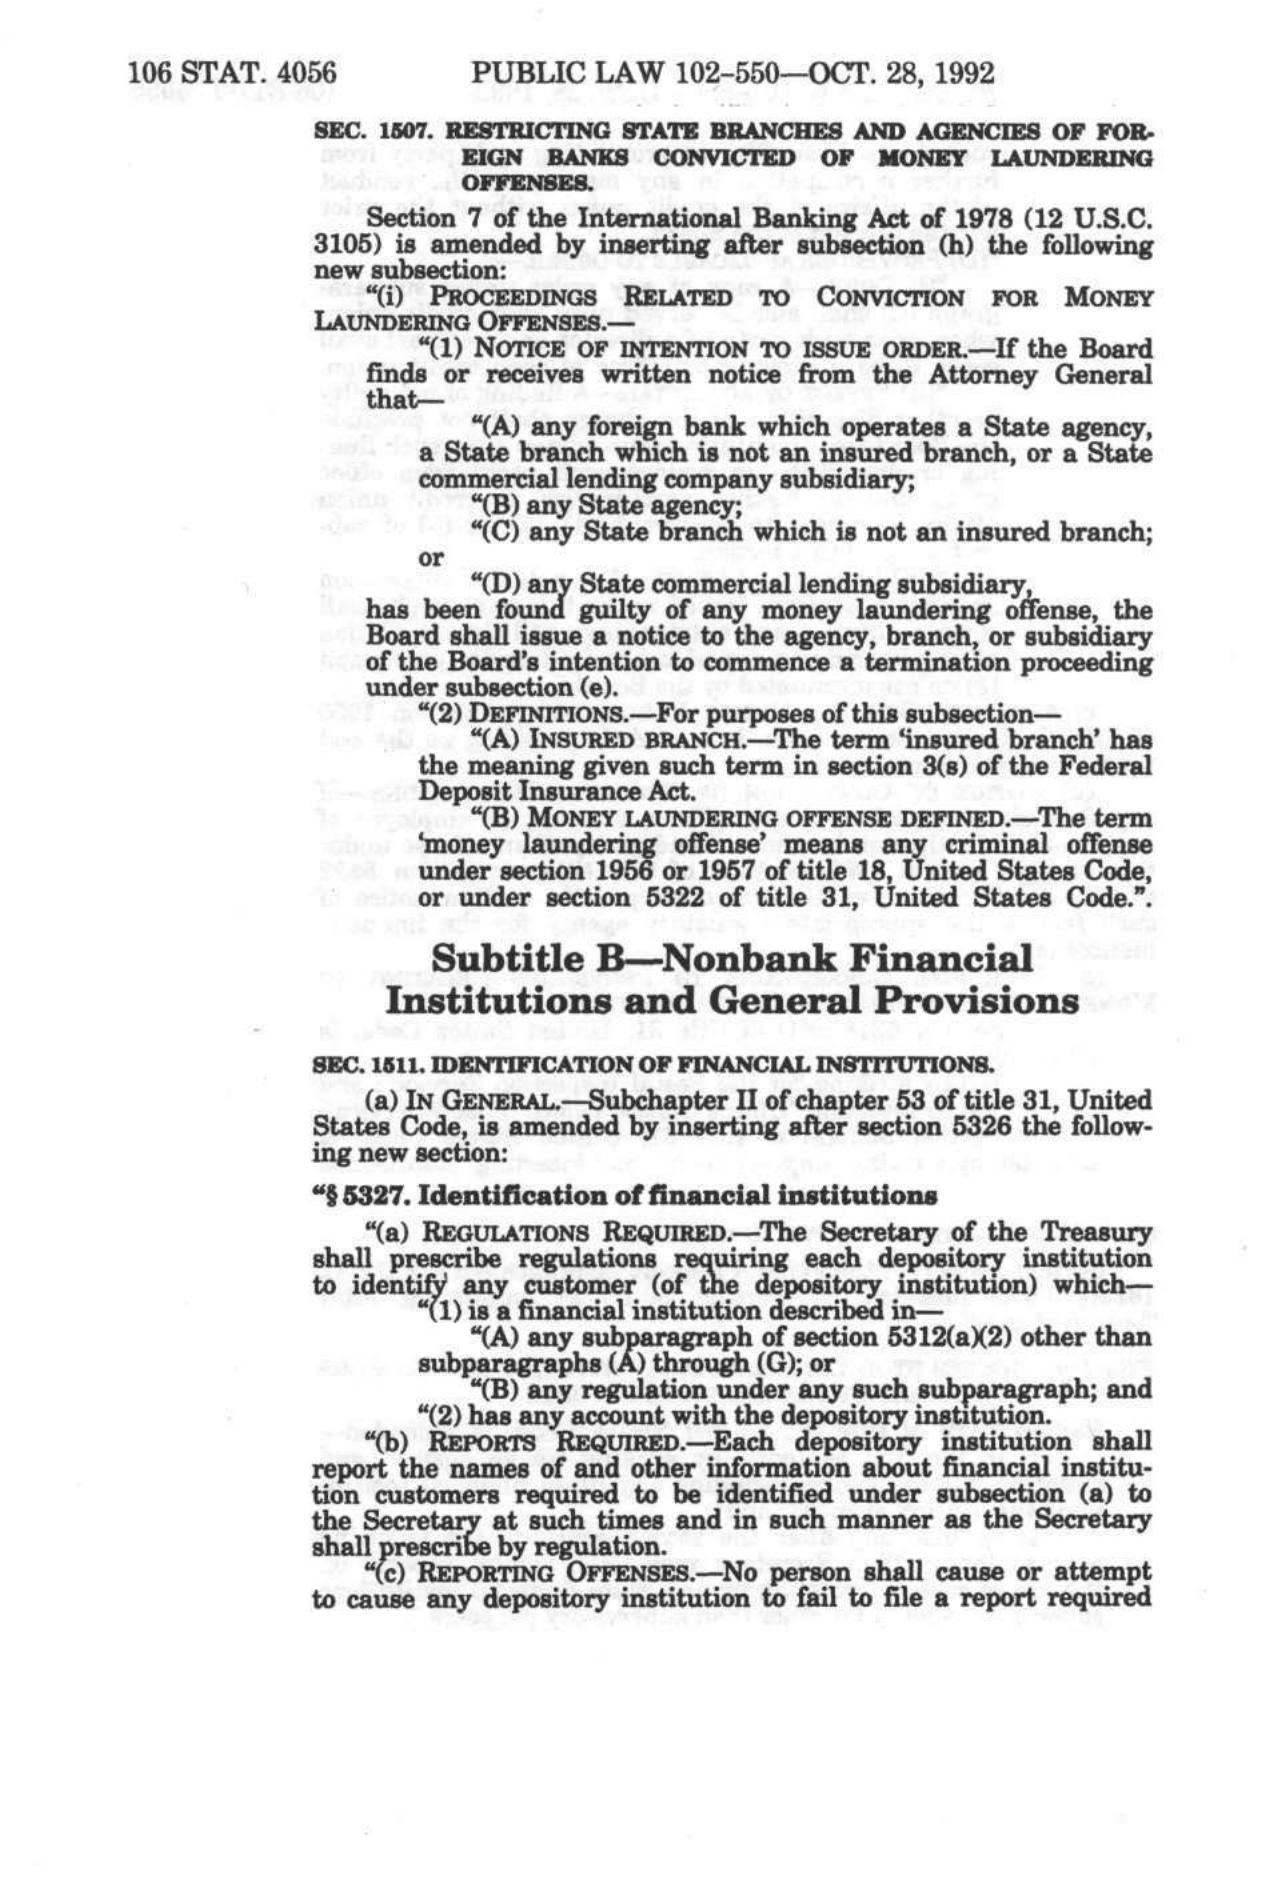 106 STAT. 4056 PUBLIC LAW 102-550—OCT. 28, 1992
SEC. 1507. RESTRICTING STATE BRANCHES AND AGENCIES OF FOR-
EIGN BANKS CONVICTED OF MONEY LAUNDERING
OFFENSES.
Section 7 of the International Banking Act of 1978 (12 U.S.C.
3105) is amended by inserting after subsection (h) the following
new subsection:
“(i) PROCEEDINGS RELATED TO CONVICTION FOR MONEY
LAUNDERING OFFENSES.—
“(1) NOTICE OF INTENTION TO ISSUE ORDER.—If the Board
finds or receives written notice from the Attorney General
that—
“(A) any foreign bank which operates a State agency,
a State branch which is not an insured branch, or a State
commercial lending company subsidiary;
“(B) any State agency;
“(C) any State branch which is not an insured branch;
or
“(D) any State commercial lending subsidiary,
has been found guilty of any money laundering offense, the
Board shall issue a notice to the agency, branch, or subsidiary
of the Board's intention to commence a termination proceeding
under subsection (e).
“(2) DEFINITIONS.—For purposes of this subsection—
“(A) INSURED BRANCH.—The term ‘insured branch’ has
the meaning given such term in section 3(s) of the Federal
Deposit Insurance Act.
“(B) MONEY LAUNDERING OFFENSE DEFINED.—The term
‘money laundering offense’ means any criminal offense
under section 1956 or 1957 of title 18, United States Code,
or under section 5322 of title 31, United States Code.”.
Subtitle B—Nonbank Financial
Institutions and General Provisions
SEC. 1511. IDENTIFICATION OF FINANCIAL INSTITUTIONS.
(a) IN GENERAL.—Subchapter II of chapter 53 of title 31, United
States Code, is amended by inserting after section 5326 the follow-
ing new section:
“§ 5327. Identification of financial institutions
“(a) REGULATIONS REQUIRED.—The Secretary of the Treasury
shall prescribe regulations requiring each depository institution
to identify any customer (of the depository institution) which—
“(1) is a financial institution described in—
“(A) any subparagraph of section 5312(a)(2) other than
subparagraphs (A) through (G); or
“(B) any regulation under any such subparagraph; and
“(2) has any account with the depository institution.
“(b) REPORTS REQUIRED.—Each depository institution shall
report the names of and other information about financial institu-
tion customers required to be identified under subsection (a) to
the Secretary at such times and in such manner as the Secretary
shall prescribe by regulation.
“(c) REPORTING OFFENSES.—No person shall cause or attempt
to cause any depository institution to fail to file a report required